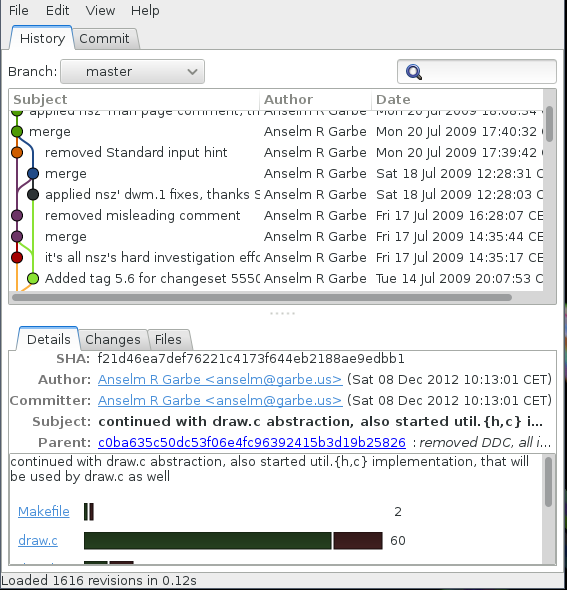 File Edit View Help
History Commit
Branch: master
Subject Author Date
applied nsz' man page comment, th Anselm R Garbe Mon 20 Jul 2009 18:08:54 C
merge Anselm R Garbe Mon 20 Jul 2009 17:40:32 C
removed Standard input hint Anselm R Garbe Mon 20 Jul 2009 17:39:42 C
merge Anselm R Garbe Sat 18 Jul 2009 12:28:31 C
applied nsz' dwm.1 fixes, thanks S Anselm R Garbe Sat 18 Jul 2009 12:28:03 C
removed misleading comment Anselm R Garbe Fri 17 Jul 2009 16:28:07 CE
merge Anselm R Garbe Fri 17 Jul 2009 14:35:44 CE
it's all nsz's hard investigation effo Anselm R Garbe Fri 17 Jul 2009 14:35:17 CE
Added tag 5.6 for changeset 555C Anselm R Garbe Tue 14 Jul 2009 20:07:53 C
Details Changes Files
SHA: f21d46ea7def76221c4173f644eb2188ae9edbb1
Author: Anselm R Garbe <anselm@garbe.us> (Sat 08 Dec 2012 10:13:01 CET)
Committer: Anselm R Garbe <anselm@garbe.us> (Sat 08 Dec 2012 10:13:01 CET)
Subject: continued with draw.c abstraction, also started util.{h,c} i...
Parent: c0ba635c50dc53f06e4fc96392415b3d19b25826 : removed DDC, all i...
continued with draw.c abstraction, also started util.{h,c} implementation, that will
be used by draw.c as well
Makefile 2
draw.c 60
Loaded 1616 revisions in 0.12s